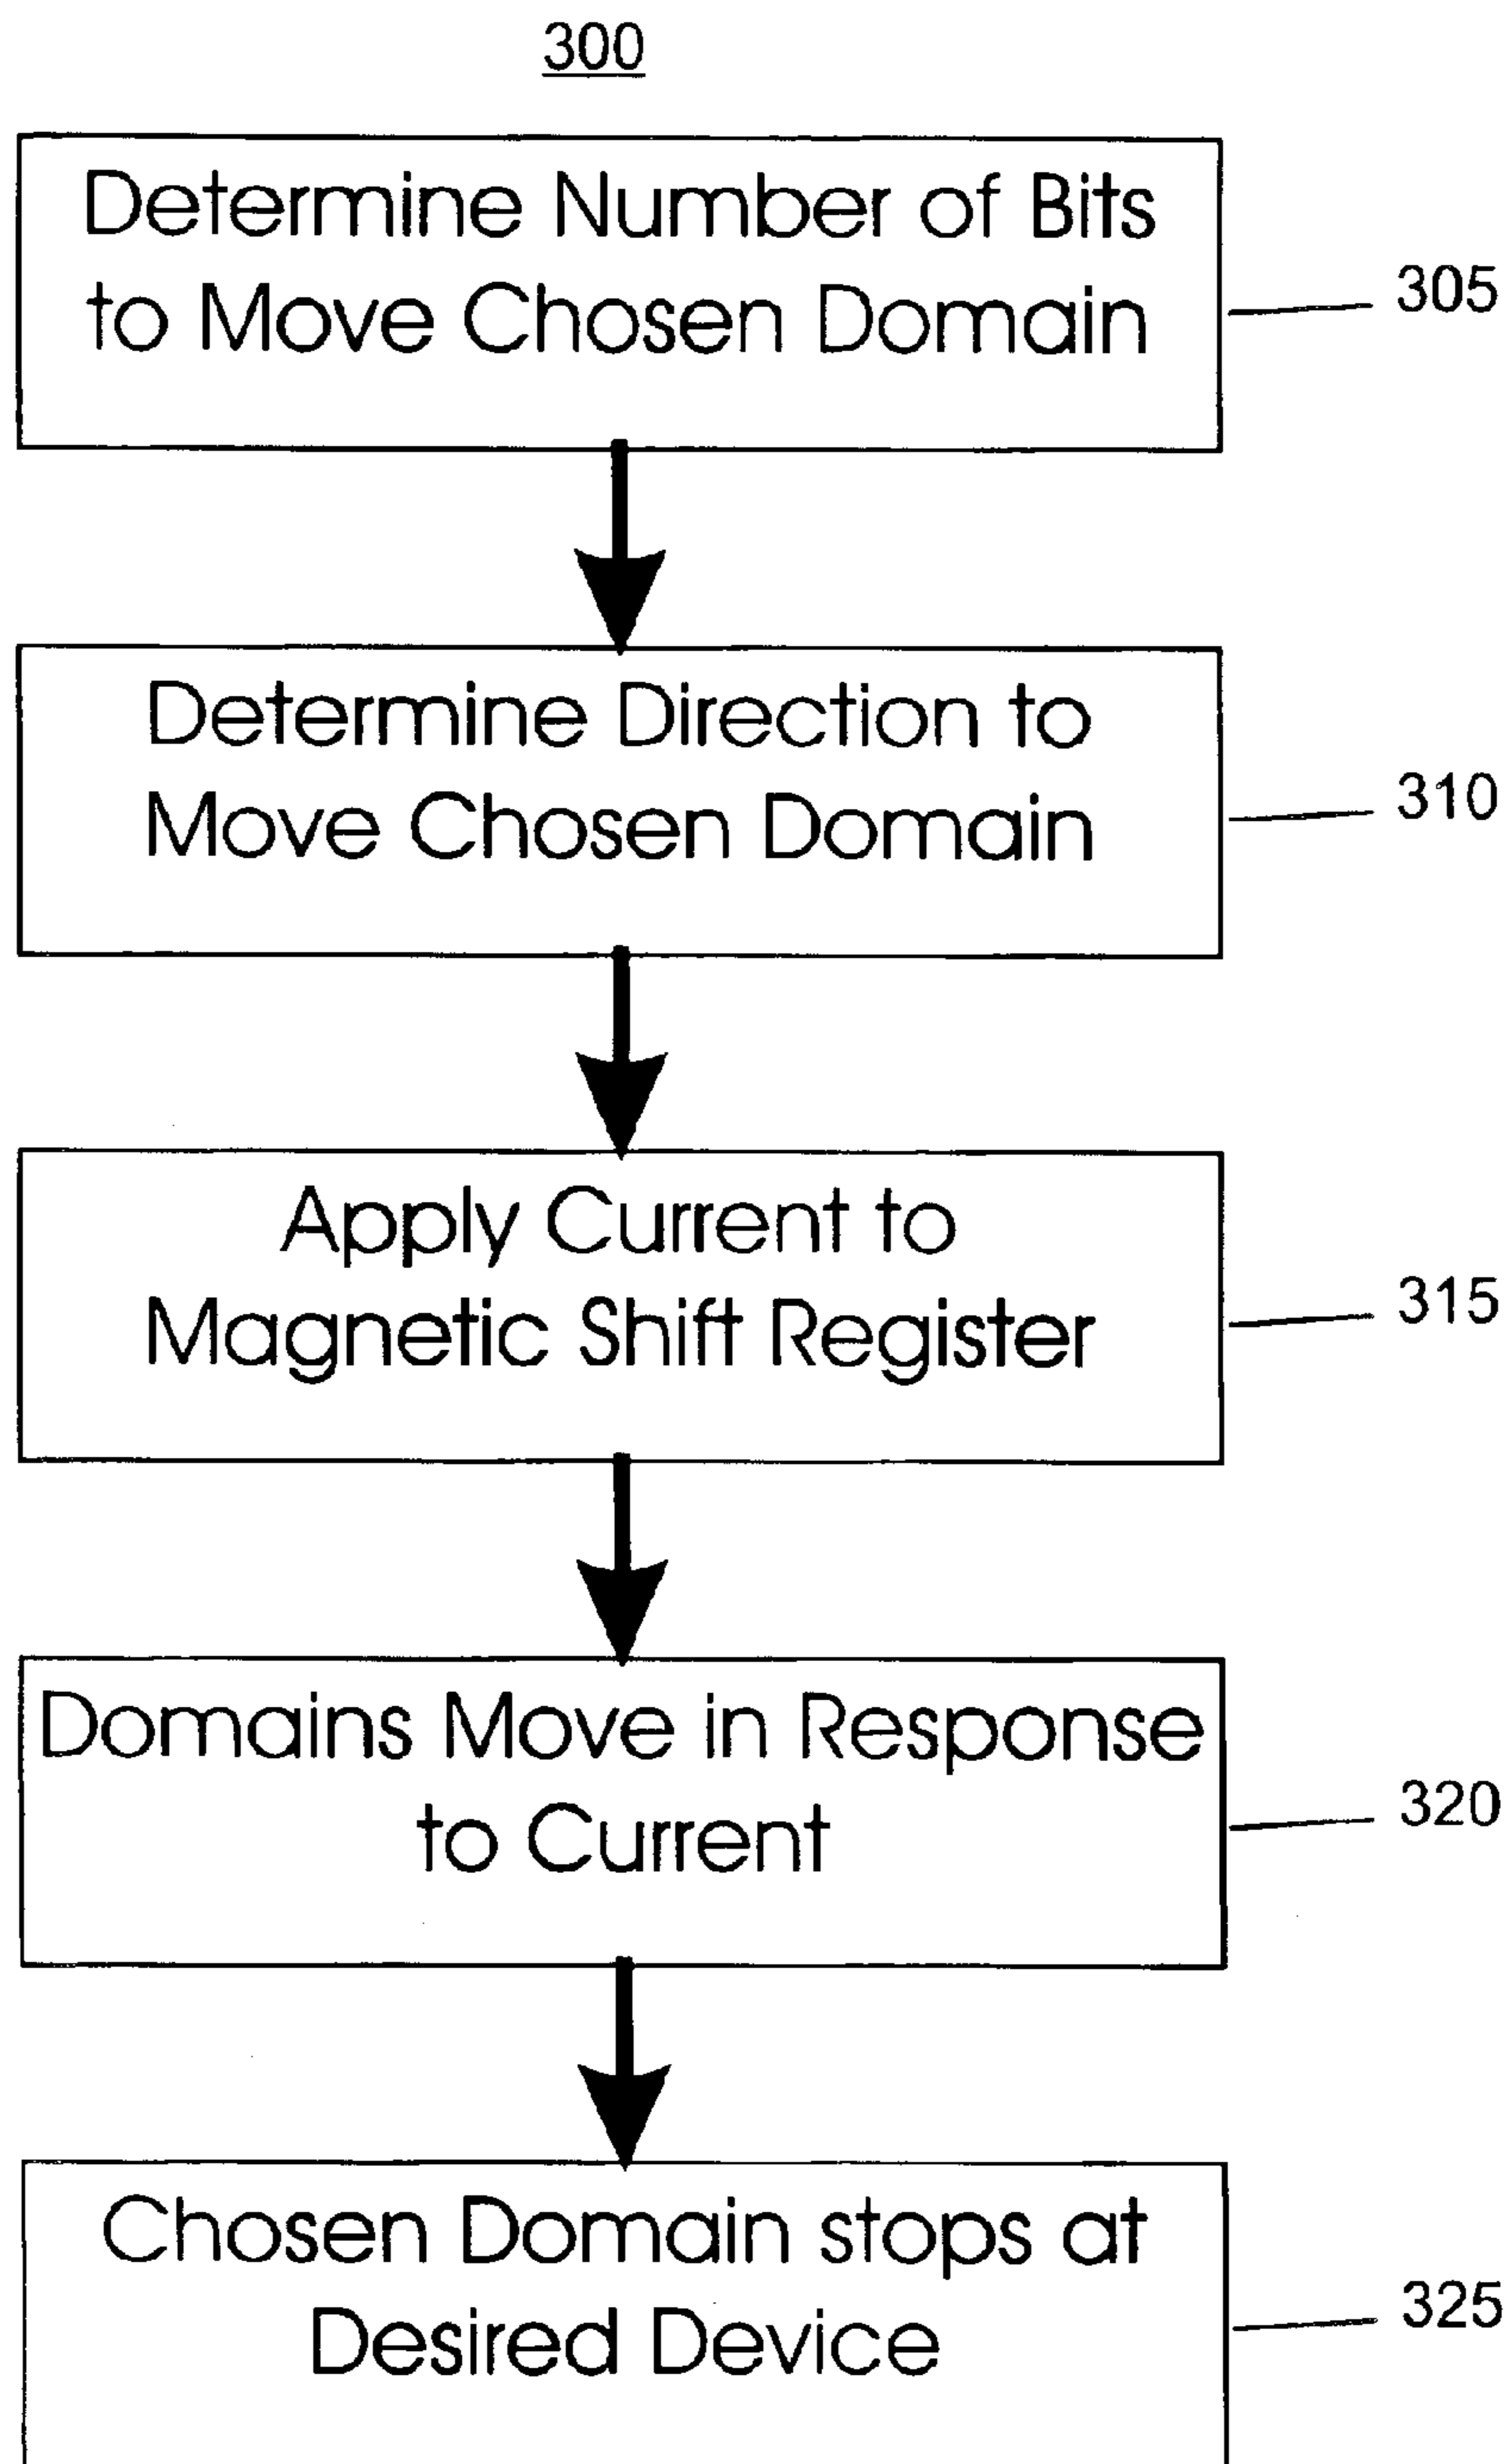 300
Determine Number of Bits
to Move Chosen Domain
305
Determine Direction to
Move Chosen Domain
310
Apply Current to
Magnetic Shift Register
315
Domains Move in Response
to Current
320
Chosen Domain stops at
Desired Device
325